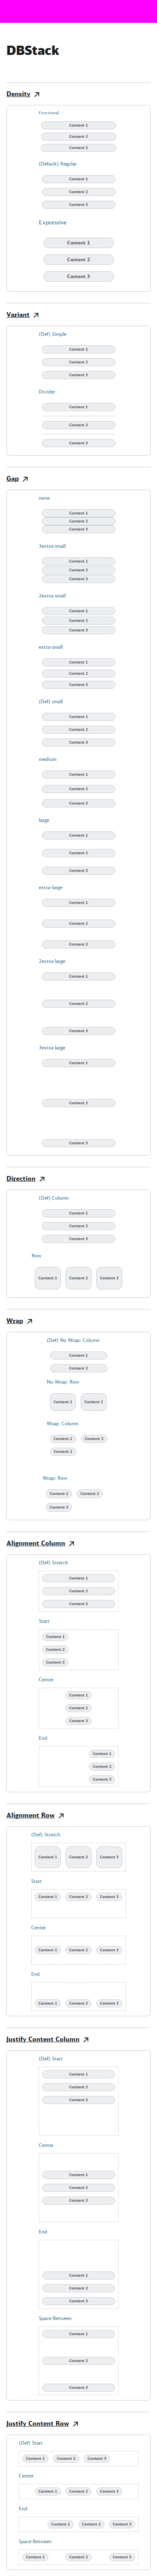 DBStack
Density
Functional
Content 1
Content 2
Content 3
(Default) Regular
Content 1
Content 2
Content 3
Expressive
Content 1
Content 2
Content 3
Variant
(Def) Simple
Content 1
Content 2
Content 3
Divider
Content 1
Content 2
Content 3
Gap
none
Content 1
Content 2
Content 3
3extra-small
Content 1
Content 2
Content 3
2extra-small
Content 1
Content 2
Content 3
extra-small
Content 1
Content 2
Content 3
(Def) small
Content 1
Content 2
Content 3
medium
Content 1
Content 2
Content 3
large
Content 1
Content 2
Content 3
extra-large
Content 1
Content 2
Content 3
2extra-large
Content 1
Content 2
Content 3
3extra-large
Content 1
Content 2
Content 3
Direction
(Def) Column
Content 1
Content 2
Content 3
Row
Content 1 Content 2 Content 3
Wrap
(Def) No Wrap: Column
Content 1
Content 2
No Wrap: Row
Content 1 Content 2
Wrap: Column
Content 1 Content 3
Content 2
Wrap: Row
Content 1 Content 2
Content 3
Alignment Column
(Def) Stretch
Content 1
Content 2
Content 3
Start
Content 1
Content 2
Content 3
Center
Content 1
Content 2
Content 3
End
Content 1
Content 2
Content 3
Alignment Row
(Def) Stretch
Content 1 Content 2 Content 3
Start
Content 1 Content 2 Content 3
Center
Content 1 Content 2 Content 3
End
Content 1 Content 2 Content 3
Justify Content Column
(Def) Start
Content 1
Content 2
Content 3
Center
Content 1
Content 2
Content 3
End
Content 1
Content 2
Content 3
Space-Between
Content 1
Content 2
Content 3
Justify Content Row
(Def) Start
Content 1 Content 2 Content 3
Center
Content 1 Content 2 Content 3
End
Content 1 Content 2 Content 3
Space-Between
Content 1 Content 2 Content 3